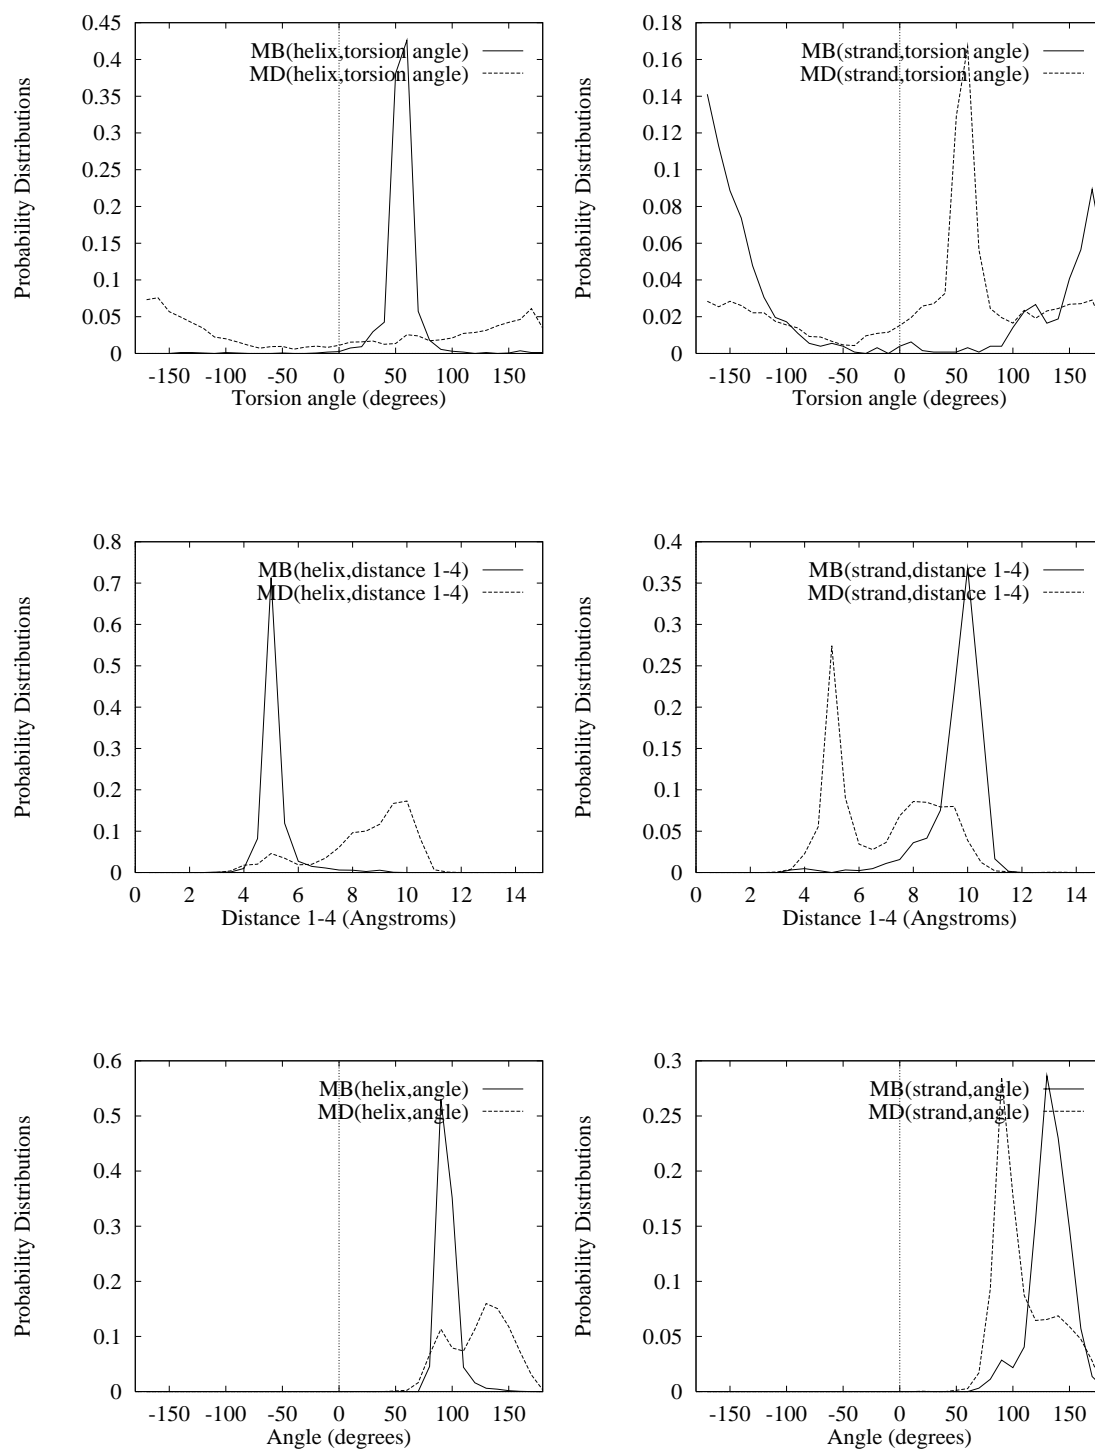 0.45
0.4
0.35
0.3
0.25
0.2
0.15
0.1
0.05
0
Probability Distributions
MB(helix,torsion angle)
MD(helix,torsion angle)
-150 -100 -50 0 50 100 150
Torsion angle (degrees)
0.18
0.16
0.14
0.12
0.1
0.08
0.06
0.04
0.02
0
Probability Distributions
MB(strand,torsion angle)
MD(strand,torsion angle)
-150 -100 -50 0 50 100 150
Torsion angle (degrees)
0.8
0.7
0.6
0.5
0.4
0.3
0.2
0.1
0
Probability Distributions
MB(helix,distance 1-4)
MD(helix,distance 1-4)
0 2 4 6 8 10 12 14
Distance 1-4 (Angstroms)
0.4
0.35
0.3
0.25
0.2
0.15
0.1
0.05
0
Probability Distributions
MB(strand,distance 1-4)
MD(strand,distance 1-4)
0 2 4 6 8 10 12 14
Distance 1-4 (Angstroms)
0.6
0.5
0.4
0.3
0.2
0.1
0
Probability Distributions
MB(helix,angle)
MD(helix,angle)
-150 -100 -50 0 50 100 150
Angle (degrees)
0.3
0.25
0.2
0.15
0.1
0.05
0
Probability Distributions
MB(strand,angle)
MD(strand,angle)
-150 -100 -50 0 50 100 150
Angle (degrees)